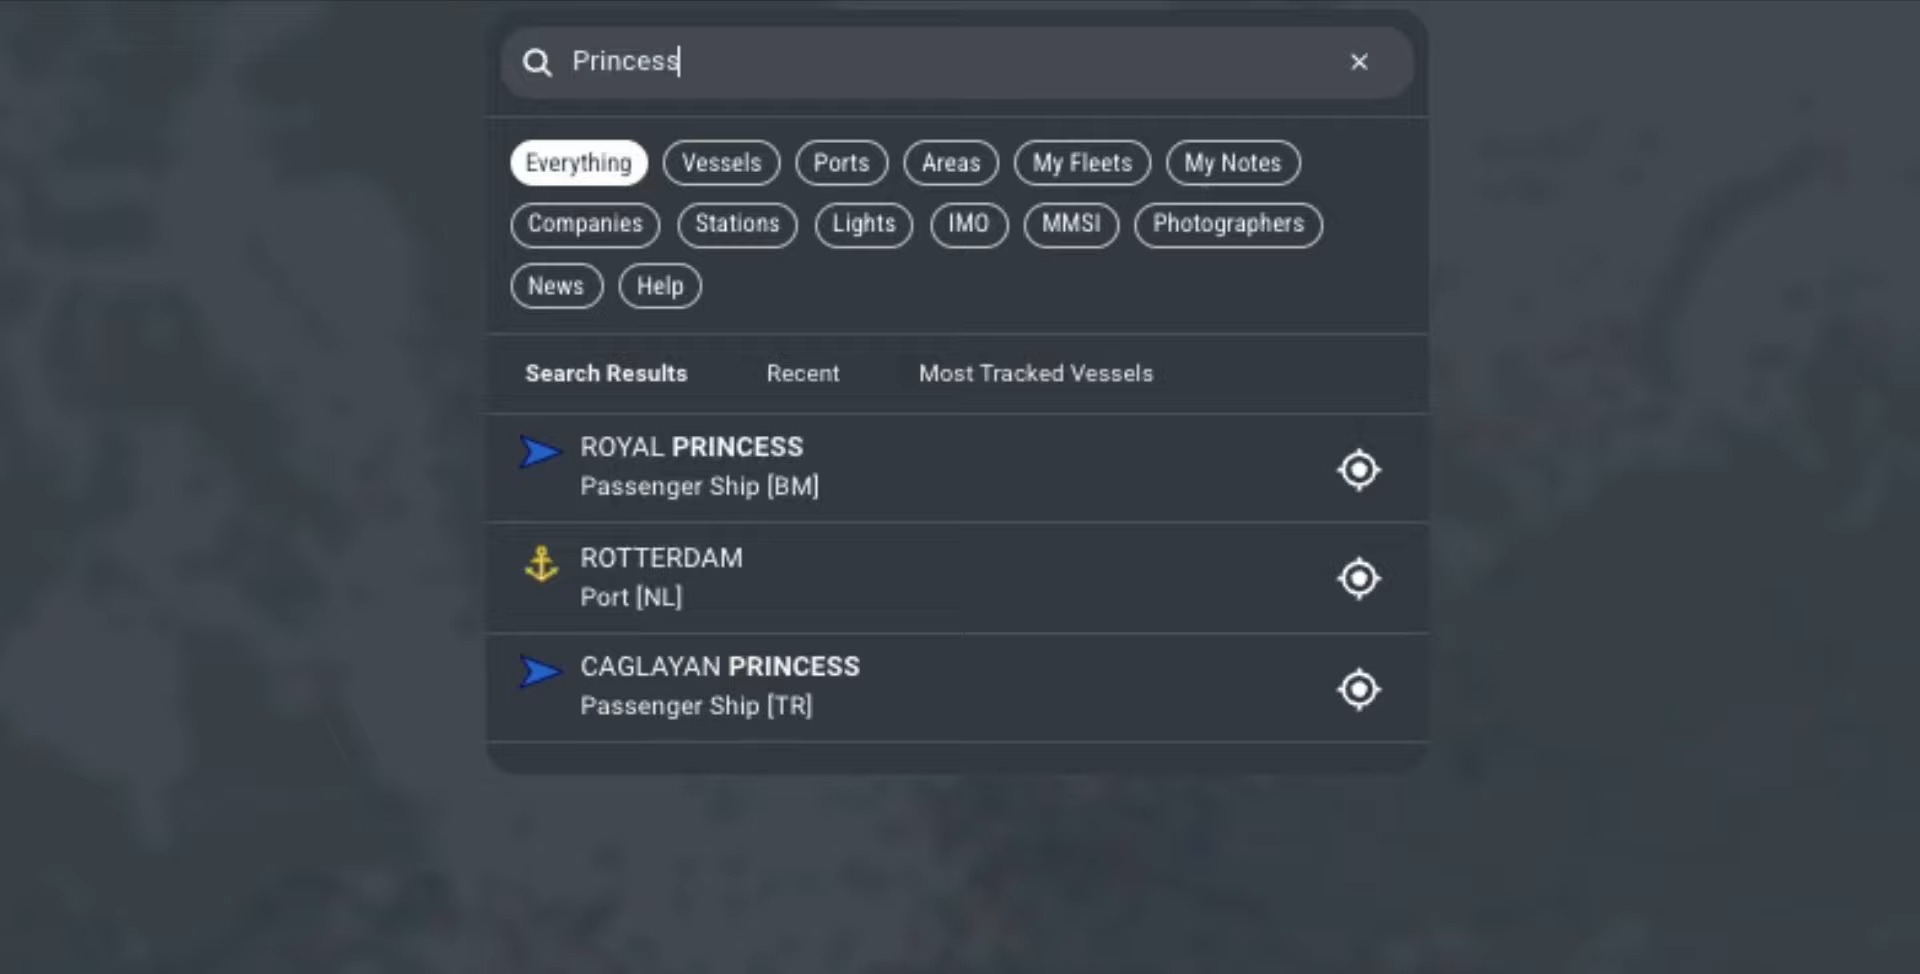 Princess
Everything Vessels Ports Areas My Fleets My Notes
Companies Stations Lights IMO MMSI Photographers
News Help
Search Results Recent Most Tracked Vessels
ROYAL PRINCESS
Passenger Ship [BM]
ROTTERDAM
Port [NL]
CAGLAYAN PRINCESS
Passenger Ship [TR]